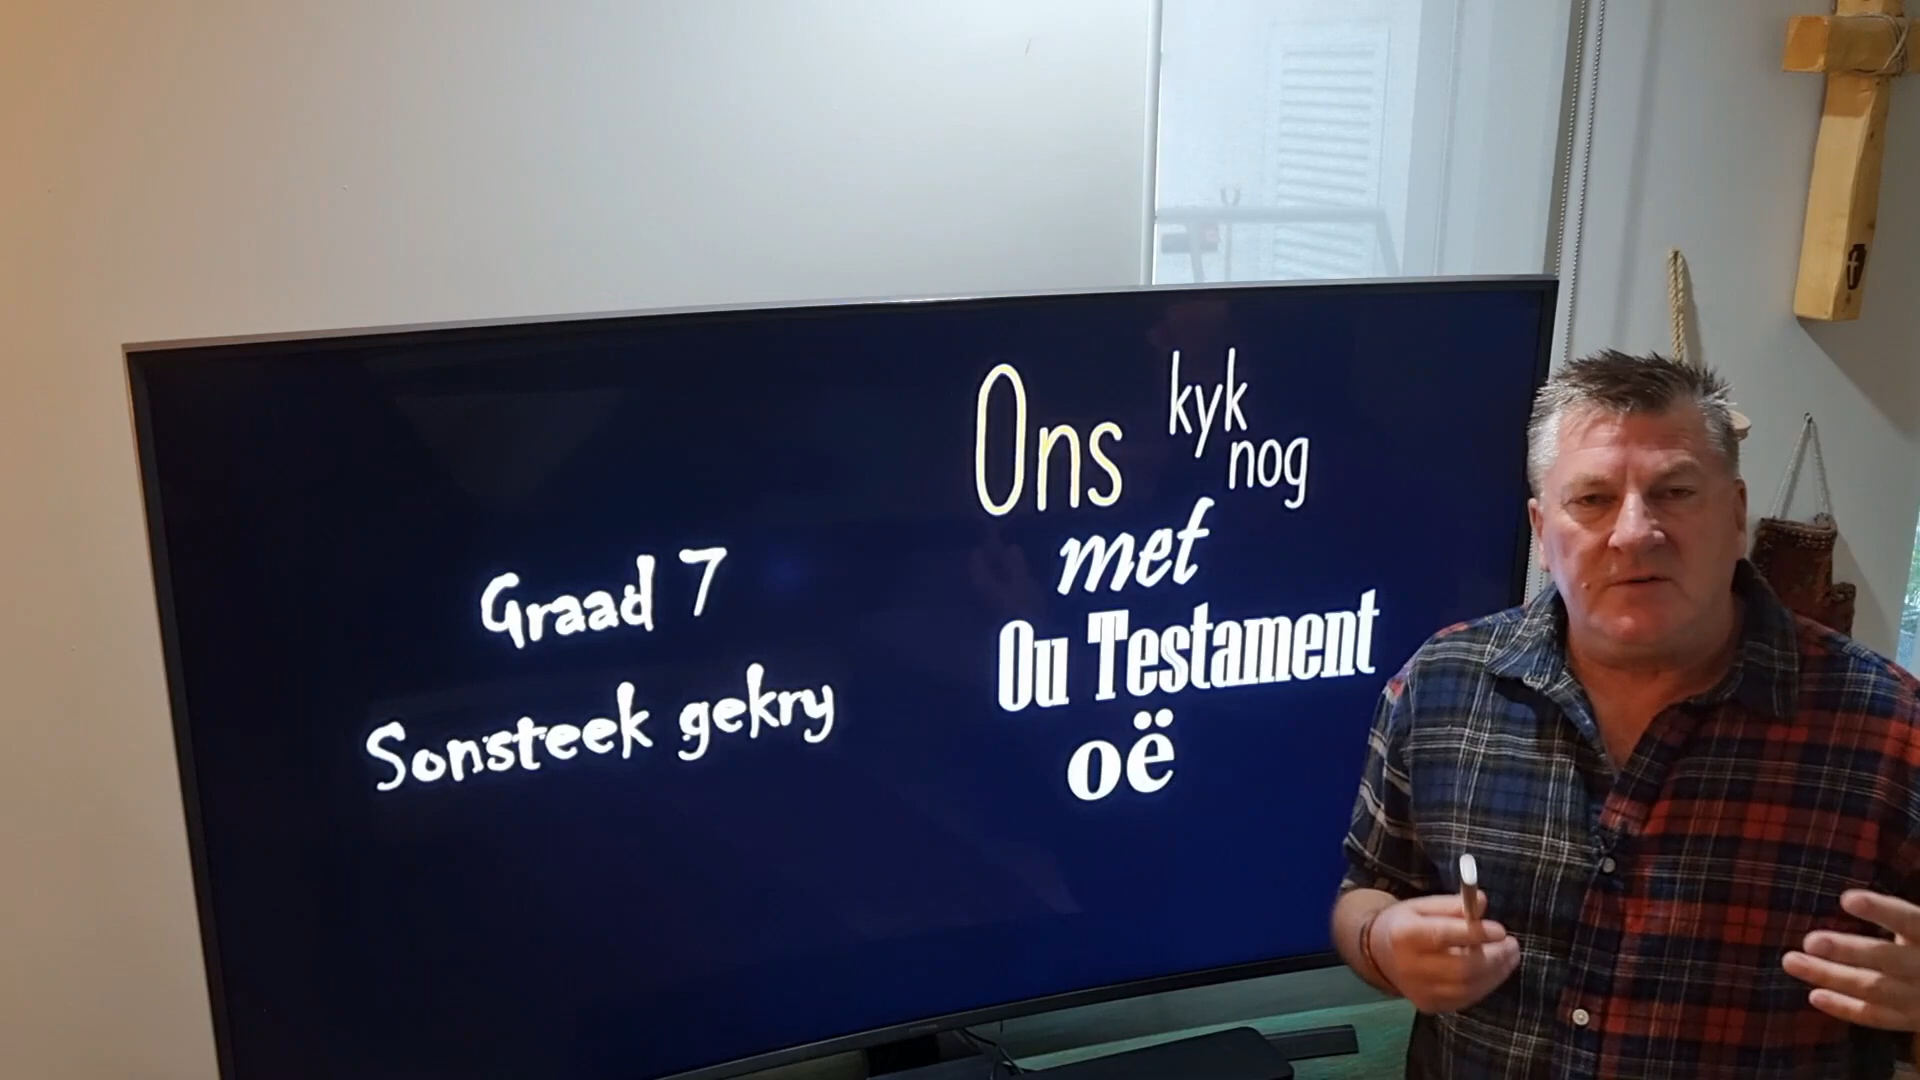 Graad 7
Sonsteek gekry
Ons kyk
nog
met
Ou Testament
oë